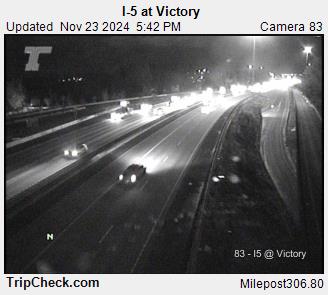 I-5 at Victory
Updated Nov 23 2024 5:42 PM Camera 83
T
N
83 - I5 @ Victory
TripCheck.com Milepost306.80